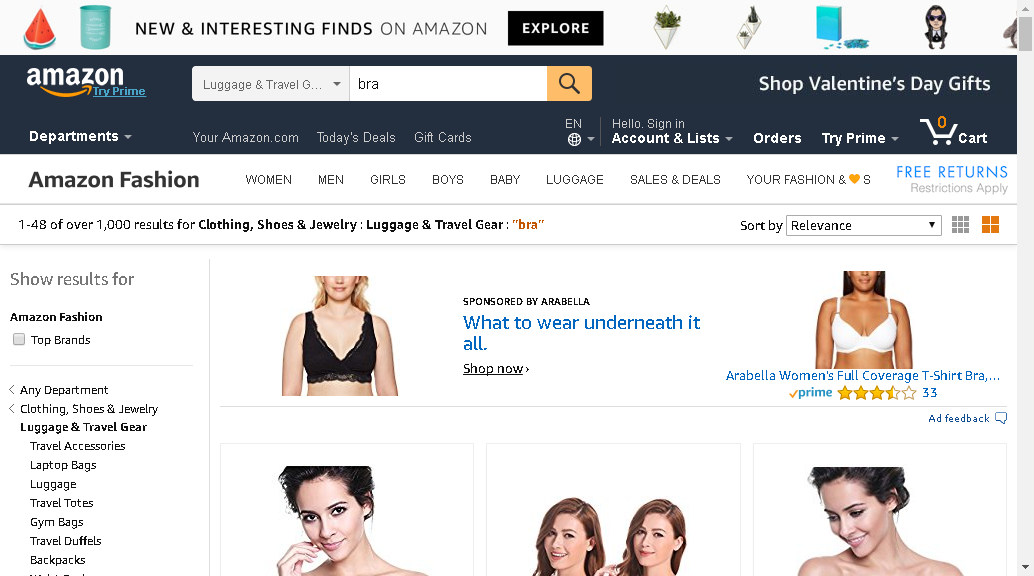 NEW & INTERESTING FINDS ON AMAZON EXPLORE
amazon
Try Prime
Luggage & Travel G...
bra
Shop Valentine's Day Gifts
Departments
Your Amazon.com
Today's Deals
Gift Cards
EN
Hello. Sign in
Account & Lists
Orders
Try Prime
0
Cart
Amazon Fashion
WOMEN
MEN
GIRLS
BOYS
BABY
LUGGAGE
SALES & DEALS
YOUR FASHION & S
FREE RETURNS
Restrictions Apply
1-48 of over 1,000 results for Clothing, Shoes & Jewelry : Luggage & Travel Gear : "bra"
Sort by Relevance
Show results for
Amazon Fashion
Top Brands
Any Department
Clothing, Shoes & Jewelry
Luggage & Travel Gear
Travel Accessories
Laptop Bags
Luggage
Travel Totes
Gym Bags
Travel Duffels
Backpacks
SPONSORED BY ARABELLA
What to wear underneath it
all.
Shop now ›
Arabella Women's Full Coverage T-Shirt Bra,...
prime 33
Ad feedback